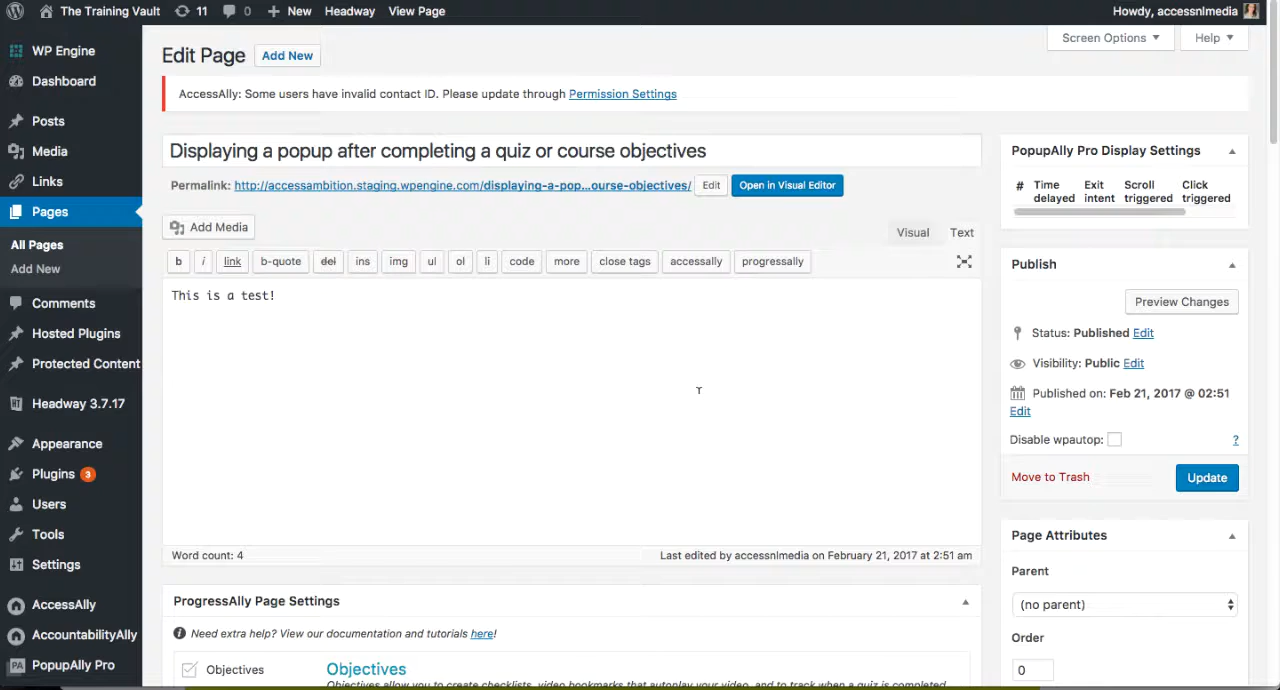 The Training Vault 11 0 New Headway View Page Howdy, accessnlmedia
WP Engine
Dashboard
Posts
Media
Links
Pages
All Pages
Add New
Comments
Hosted Plugins
Protected Content
Headway 3.7.17
Appearance
Plugins 3
Users
Tools
Settings
AccessAlly
AccountabilityAlly
PA PopupAlly Pro
Screen Options Help
Edit Page Add New
AccessAlly: Some users have invalid contact ID. Please update through Permission Settings
Displaying a popup after completing a quiz or course objectives
Permalink: http://accessambition.staging.wpengine.com/displaying-a-pop...ourse-objectives/ Edit Open in Visual Editor
Add Media
Visual Text
b i link b-quote del ins img ul ol li code more close tags accessally progressally
This is a test!
Word count: 4 Last edited by accessnlmedia on February 21, 2017 at 2:51 am
ProgressAlly Page Settings
Need extra help? View our documentation and tutorials here!
Objectives
Objectives
Objectives allow you to create checklists, video bookmarks that autoplay your video, and to track when a quiz is completed
PopupAlly Pro Display Settings
# Time delayed Exit intent Scroll triggered Click triggered
Publish
Preview Changes
Status: Published Edit
Visibility: Public Edit
Published on: Feb 21, 2017 @ 02:51
Edit
Disable wpautop: ?
Move to Trash Update
Page Attributes
Parent
(no parent)
Order
0